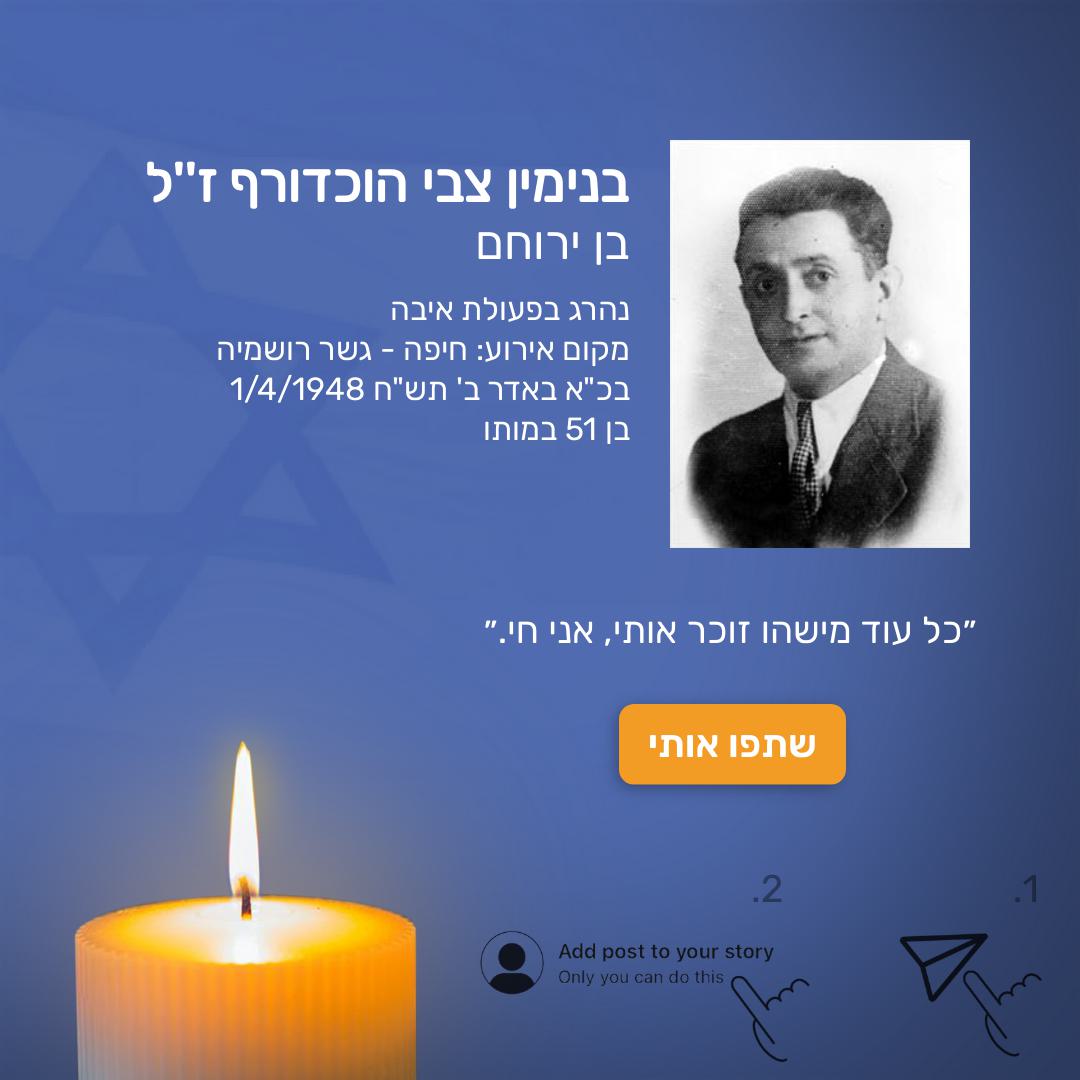 בנימין צבי הוכדורף ז"ל
בן ירוחם
נהרג בפעולת איבה
מקום אירוע: חיפה - גשר רושמיה
בכ"א באדר ב' תש"ח 1/4/1948
בן 51 במותו
״כל עוד מישהו זוכר אותי, אני חי.״
שתפו אותי
1.
2.
Add post to your story
Only you can do this